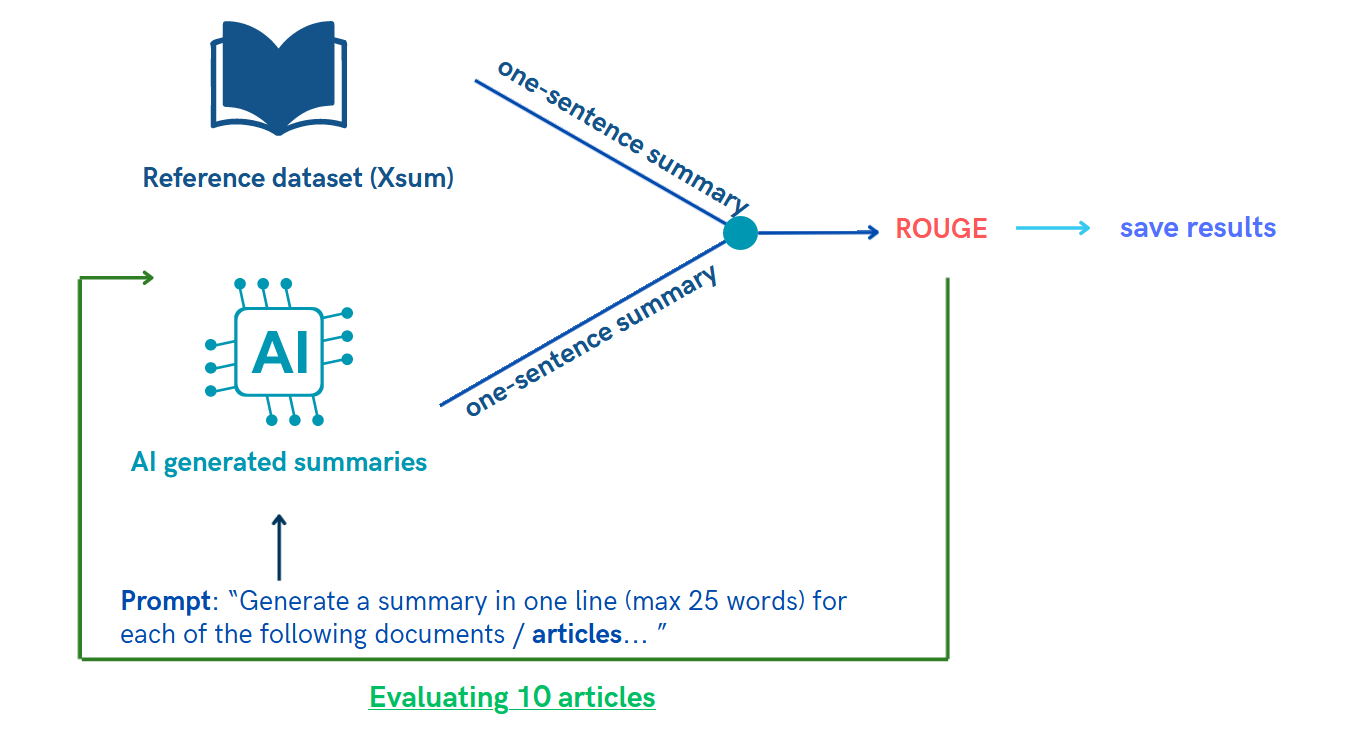 one-sentence summary
Reference dataset (Xsum)
ROUGE
save results
AI
one-sentence summary
AI generated summaries
Prompt: “Generate a summary in one line (max 25 words) for
each of the following documents / articles... ”
Evaluating 10 articles